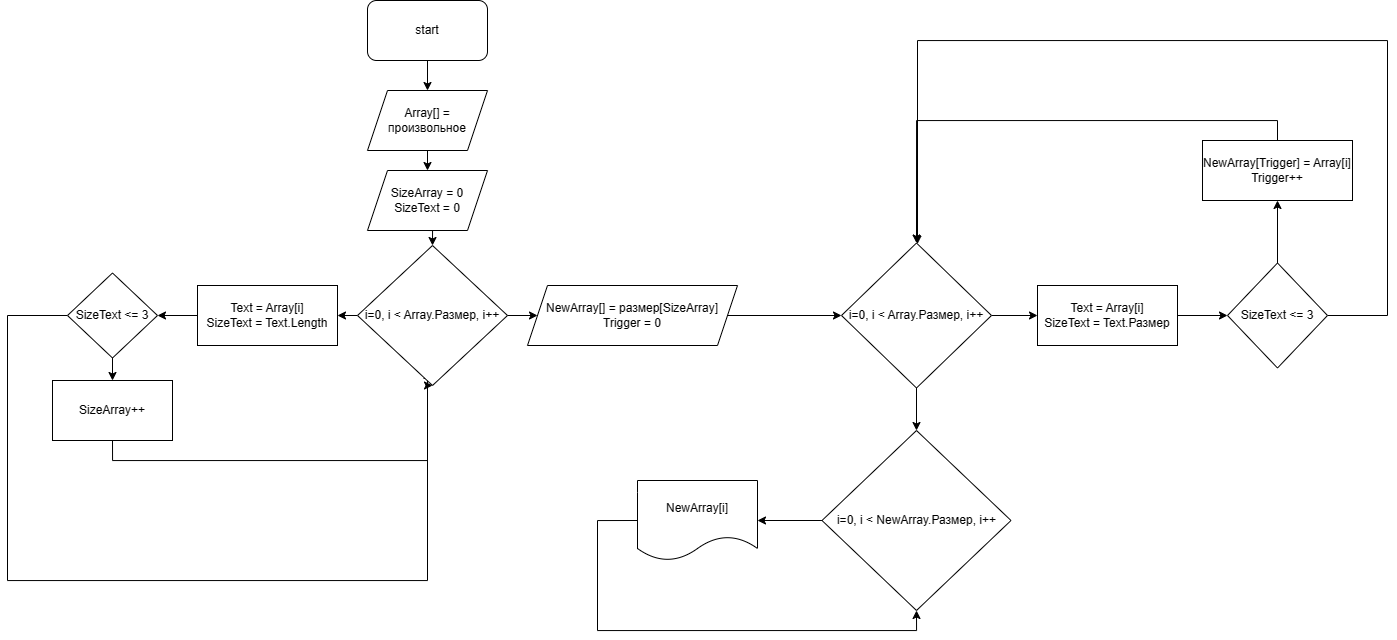 start
Array[] =
произвольное
SizeArray = 0
SizeText = 0
i=0, i < Array.Размер, i++
Text = Array[i]
SizeText = Text.Length
SizeText <= 3
SizeArray++
NewArray[] = размер[SizeArray]
Trigger = 0
i=0, i < Array.Размер, i++
Text = Array[i]
SizeText = Text.Размер
SizeText <= 3
NewArray[Trigger] = Array[i]
Trigger++
i=0, i < NewArray.Размер, i++
NewArray[i]